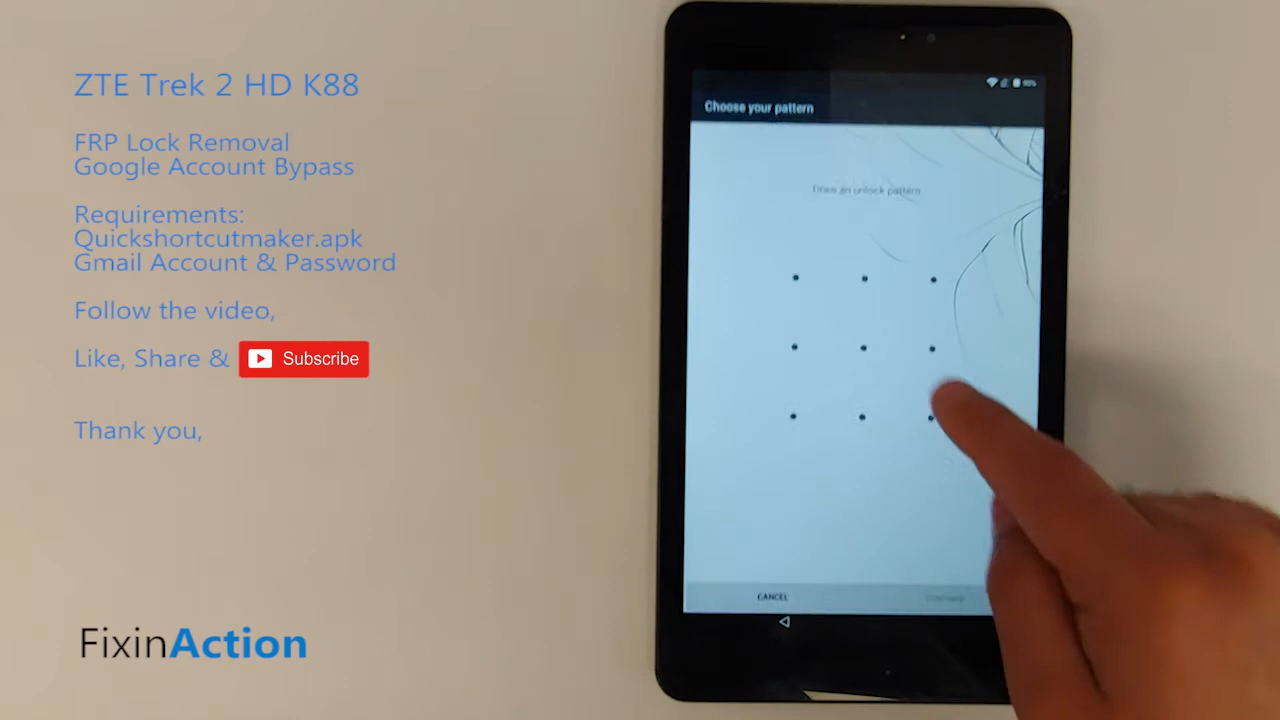 ZTE Trek 2 HD K88
FRP Lock Removal
Google Account Bypass
Requirements:
Quickshortcutmaker.apk
Gmail Account & Password
Follow the video,
Like, Share & Subscribe
Thank you,
FixinAction
Choose your pattern
Draw an unlock pattern
CANCEL
CONTINUE